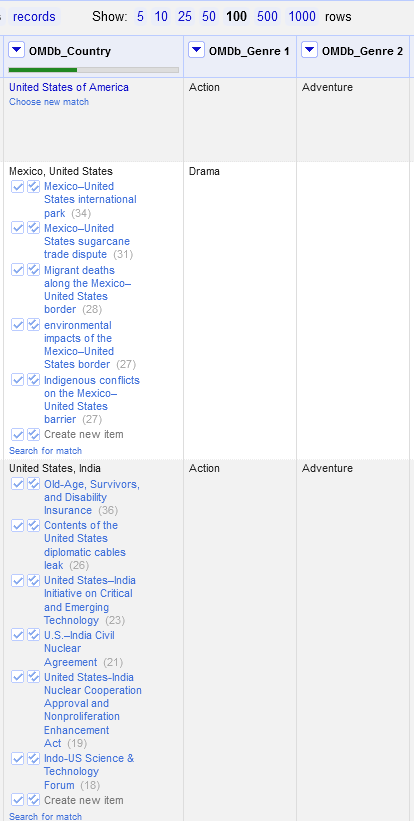 records Show: 5 10 25 50 100 500 1000 rows
OMDb_Country OMDb_Genre 1 OMDb_Genre 2
United States of America Action Adventure
Choose new match
Mexico, United States Drama
Mexico–United
States international
park (34)
Mexico–United
States sugarcane
trade dispute (31)
Migrant deaths
along the Mexico–
United States
border (28)
environmental
impacts of the
Mexico–United
States border (27)
Indigenous conflicts
on the Mexico–
United States
barrier (27)
Create new item
Search for match
United States, India Action Adventure
Old-Age, Survivors,
and Disability
Insurance (36)
Contents of the
United States
diplomatic cables
leak (26)
United States–India
Initiative on Critical
and Emerging
Technology (23)
U.S.–India Civil
Nuclear
Agreement (21)
United States-India
Nuclear Cooperation
Approval and
Nonproliferation
Enhancement
Act (19)
Indo-US Science &
Technology
Forum (18)
Create new item
Search for match